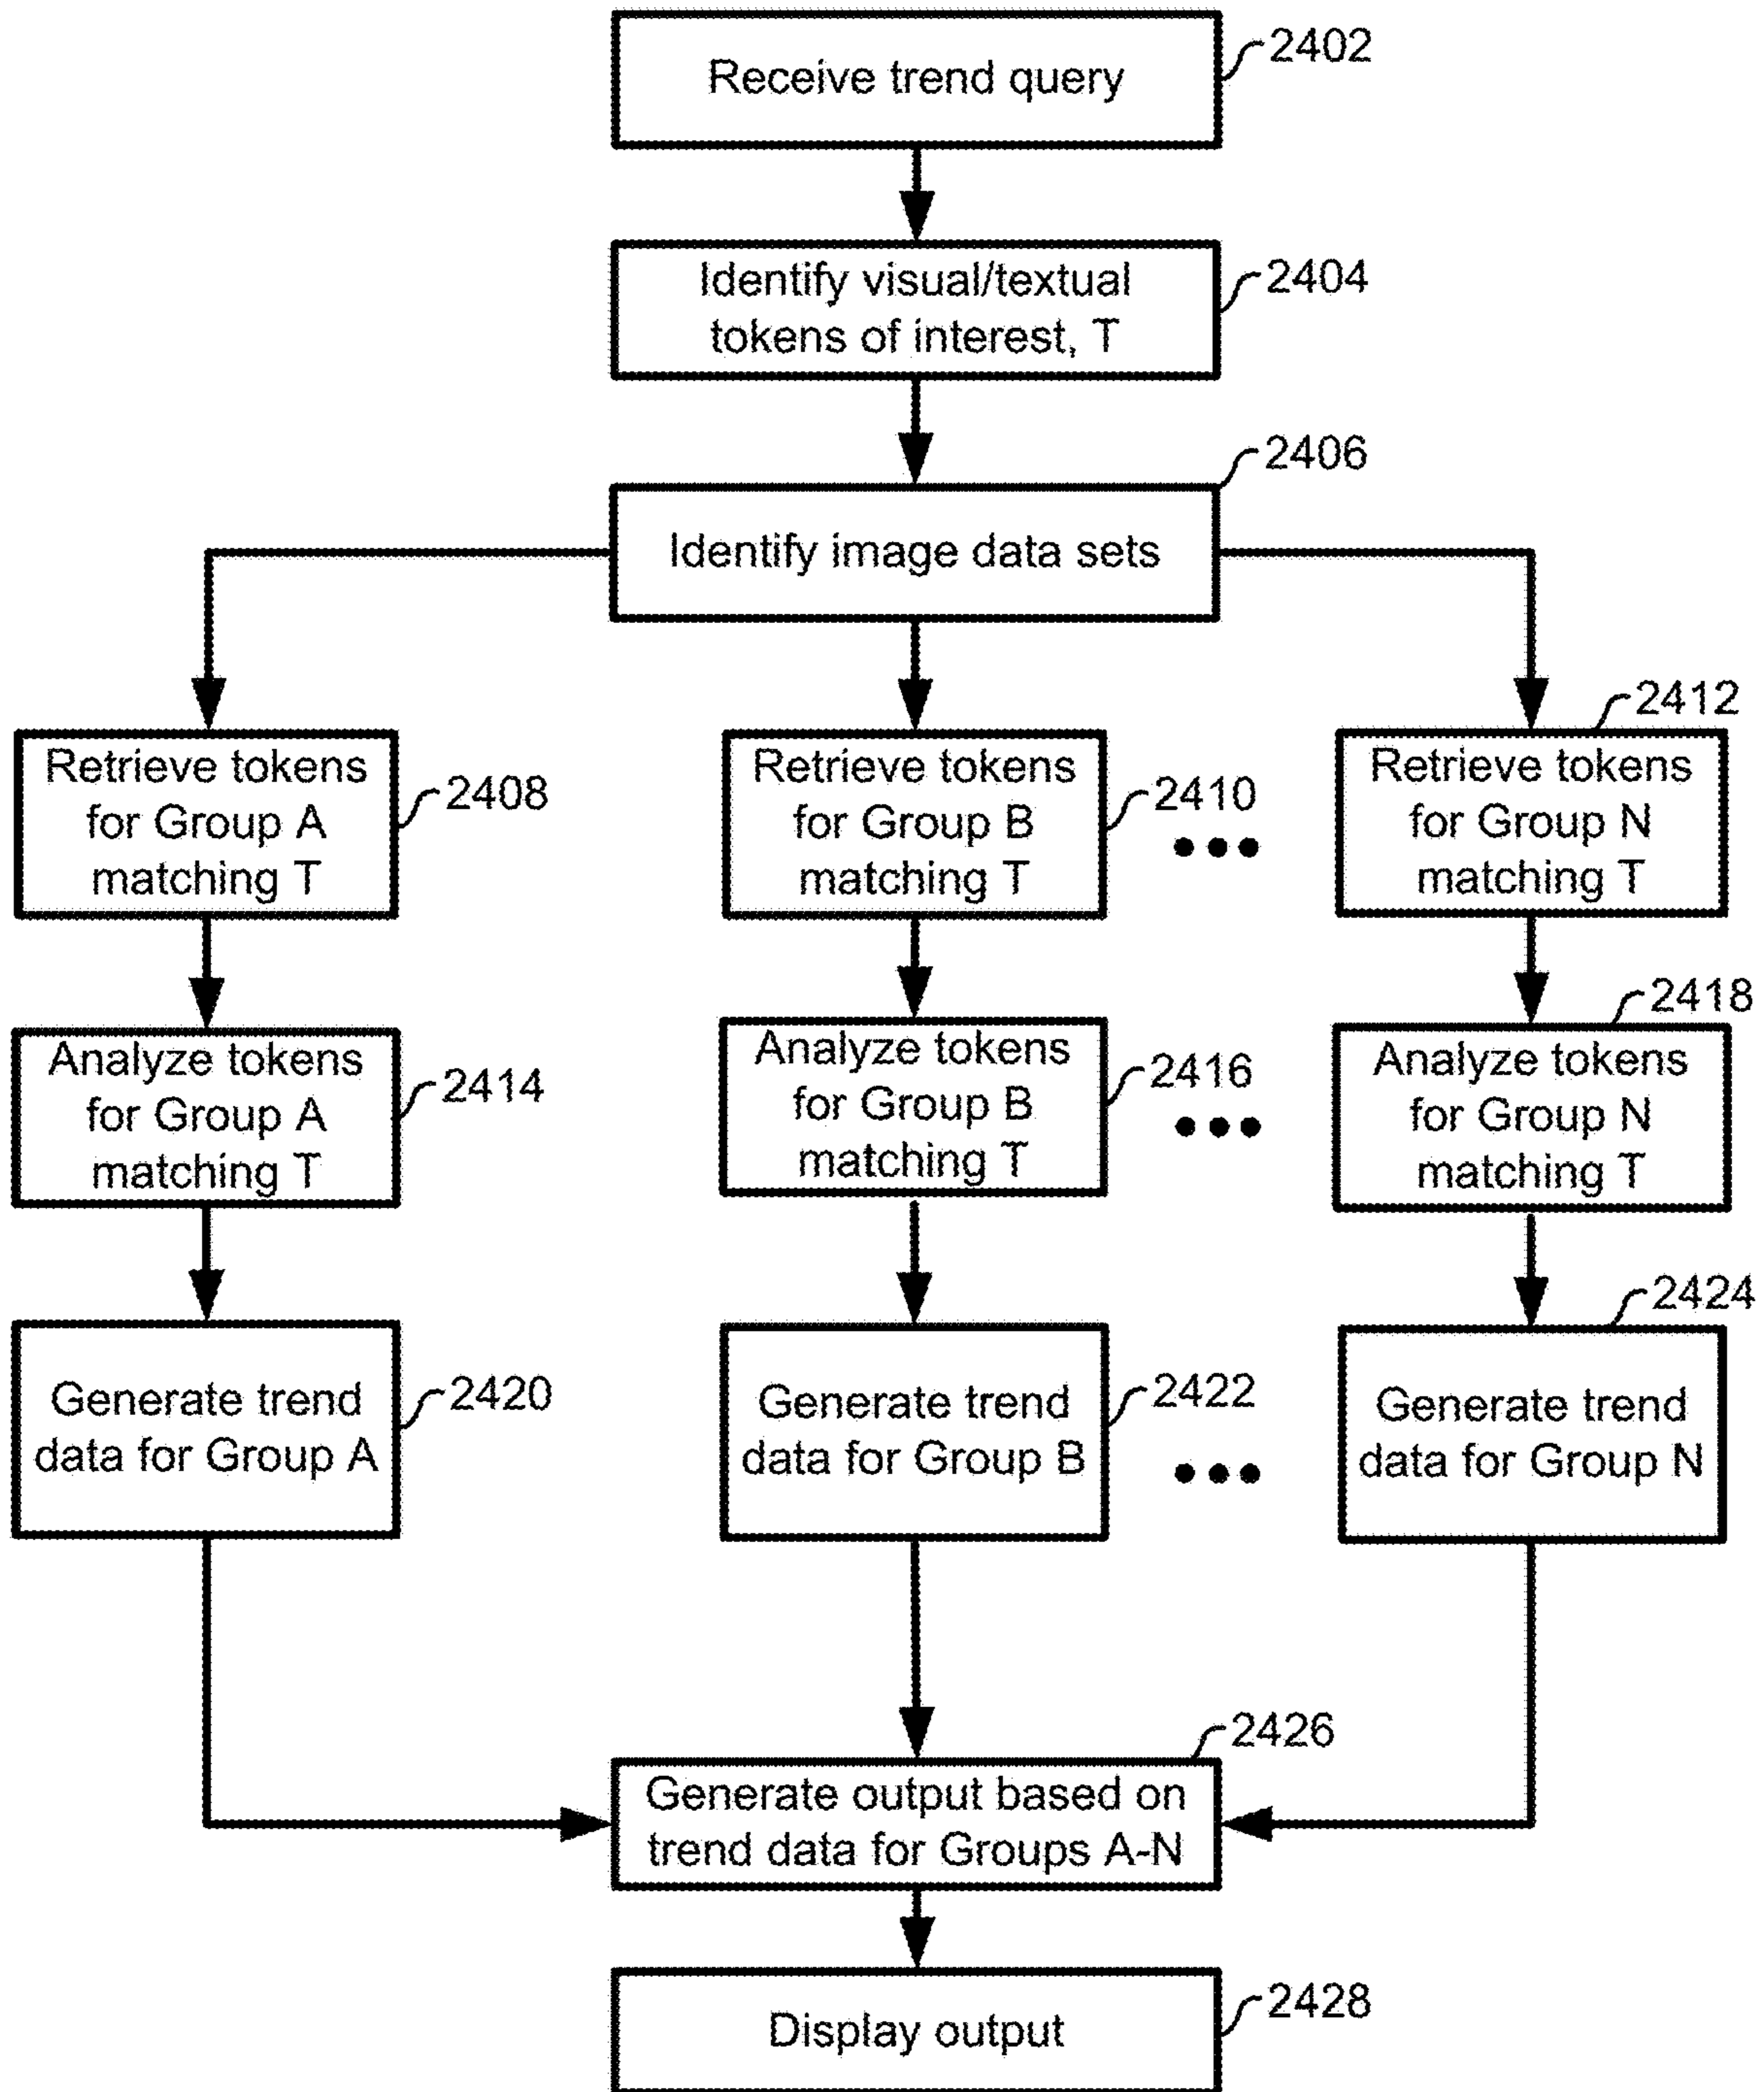 Receive trend query
2402
Identify visual/textual
tokens of interest, T
2404
2406
Identify image data sets
Retrieve tokens
for Group A
matching T
2408
Retrieve tokens
for Group B
matching T
2410
•••
2412
Retrieve tokens
for Group N
matching T
Analyze tokens
for Group A
matching T
2414
Analyze tokens
for Group B
matching T
2416
•••
2418
Analyze tokens
for Group N
matching T
Generate trend
data for Group A
2420
Generate trend
data for Group B
2422
•••
2424
Generate trend
data for Group N
2426
Generate output based on
trend data for Groups A-N
Display output
2428